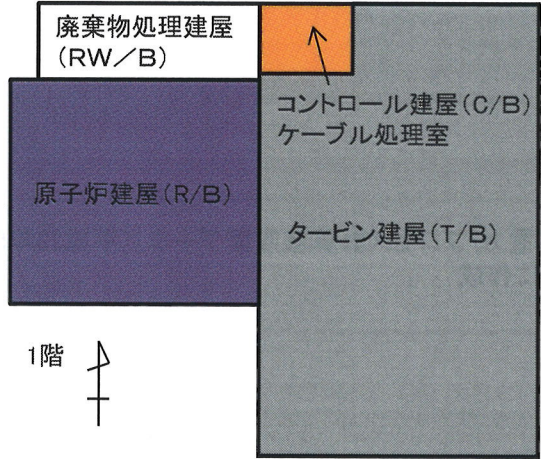 廃棄物処理建屋
(RW／B)
コントロール建屋(C/B)
ケーブル処理室
原子炉建屋(R/B)
タービン建屋(T/B)
1階